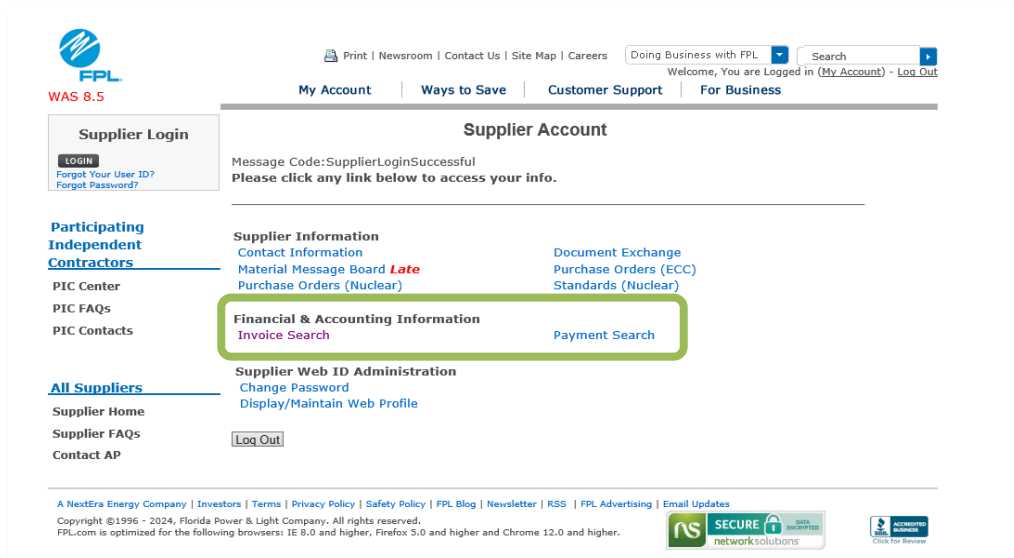 FPL.
WAS 8.5
Print | Newsroom | Contact Us | Site Map | Careers
Doing Business with FPL
Search
Welcome, You are Logged in (My Account) - Log Out
My Account | Ways to Save | Customer Support | For Business
Supplier Login
LOGIN
Forgot Your User ID?
Forgot Password?
Supplier Account
Message Code:SupplierLoginSuccessful
Please click any link below to access your info.
Participating
Independent
Contractors
PIC Center
PIC FAQs
PIC Contacts
All Suppliers
Supplier Home
Supplier FAQs
Contact AP
Supplier Information
Contact Information Document Exchange
Material Message Board Late Purchase Orders (ECC)
Purchase Orders (Nuclear) Standards (Nuclear)
Financial & Accounting Information
Invoice Search Payment Search
Supplier Web ID Administration
Change Password
Display/Maintain Web Profile
Log Out
A NextEra Energy Company | Investors | Terms | Privacy Policy | Safety Policy | FPL Blog | Newsletter | RSS | FPL Advertising | Email Updates
Copyright ©1996 - 2024, Florida Power & Light Company. All rights reserved.
FPL.com is optimized for the following browsers: IE 8.0 and higher, Firefox 5.0 and higher and Chrome 12.0 and higher.
ns
SECURE
DATA
ENCRYPTED
networksolutions
BBB
ACCREDITED
BUSINESS
Click for Review